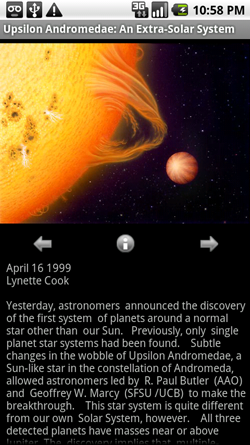 3G 10:58 PM
Upsilon Andromedae: An Extra-Solar System
April 16 1999
Lynette Cook
Yesterday, astronomers announced the discovery
of the first system of planets around a normal
star other than our Sun. Previously, only single
planet star systems had been found. Subtle
changes in the wobble of Upsilon Andromedae, a
Sun-like star in the constellation of Andromeda,
allowed astronomers led by R. Paul Butler (AAO)
and Geoffrey W. Marcy (SFSU /UCB) to make the
breakthrough. This star system is quite different
from our own Solar System, however. All three
detected planets have masses near or above
Jupiter. The discovery implies that multiple